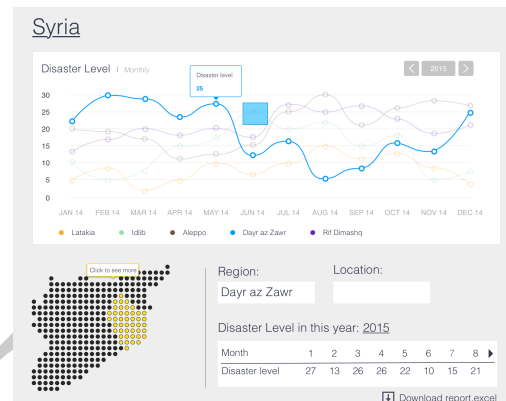 Syria
Disaster Level | Monthly
2015
Disaster level
25
30
25
20
15
10
5
0
JAN 14 FEB 14 MAR 14 APR 14 MAY 14 JUN 14 JUL 14 AUG 14 SEP 14 OCT 14 NOV 14 DEC 14
Latakia Idlib Aleppo Dayr az Zawr Rif Dimashq
Click to see more
Region: Location:
Dayr az Zawr
Disaster Level in this year: 2015
Month 1 2 3 4 5 6 7 8
Disaster level 27 13 26 26 22 10 15 21
Download report.excel